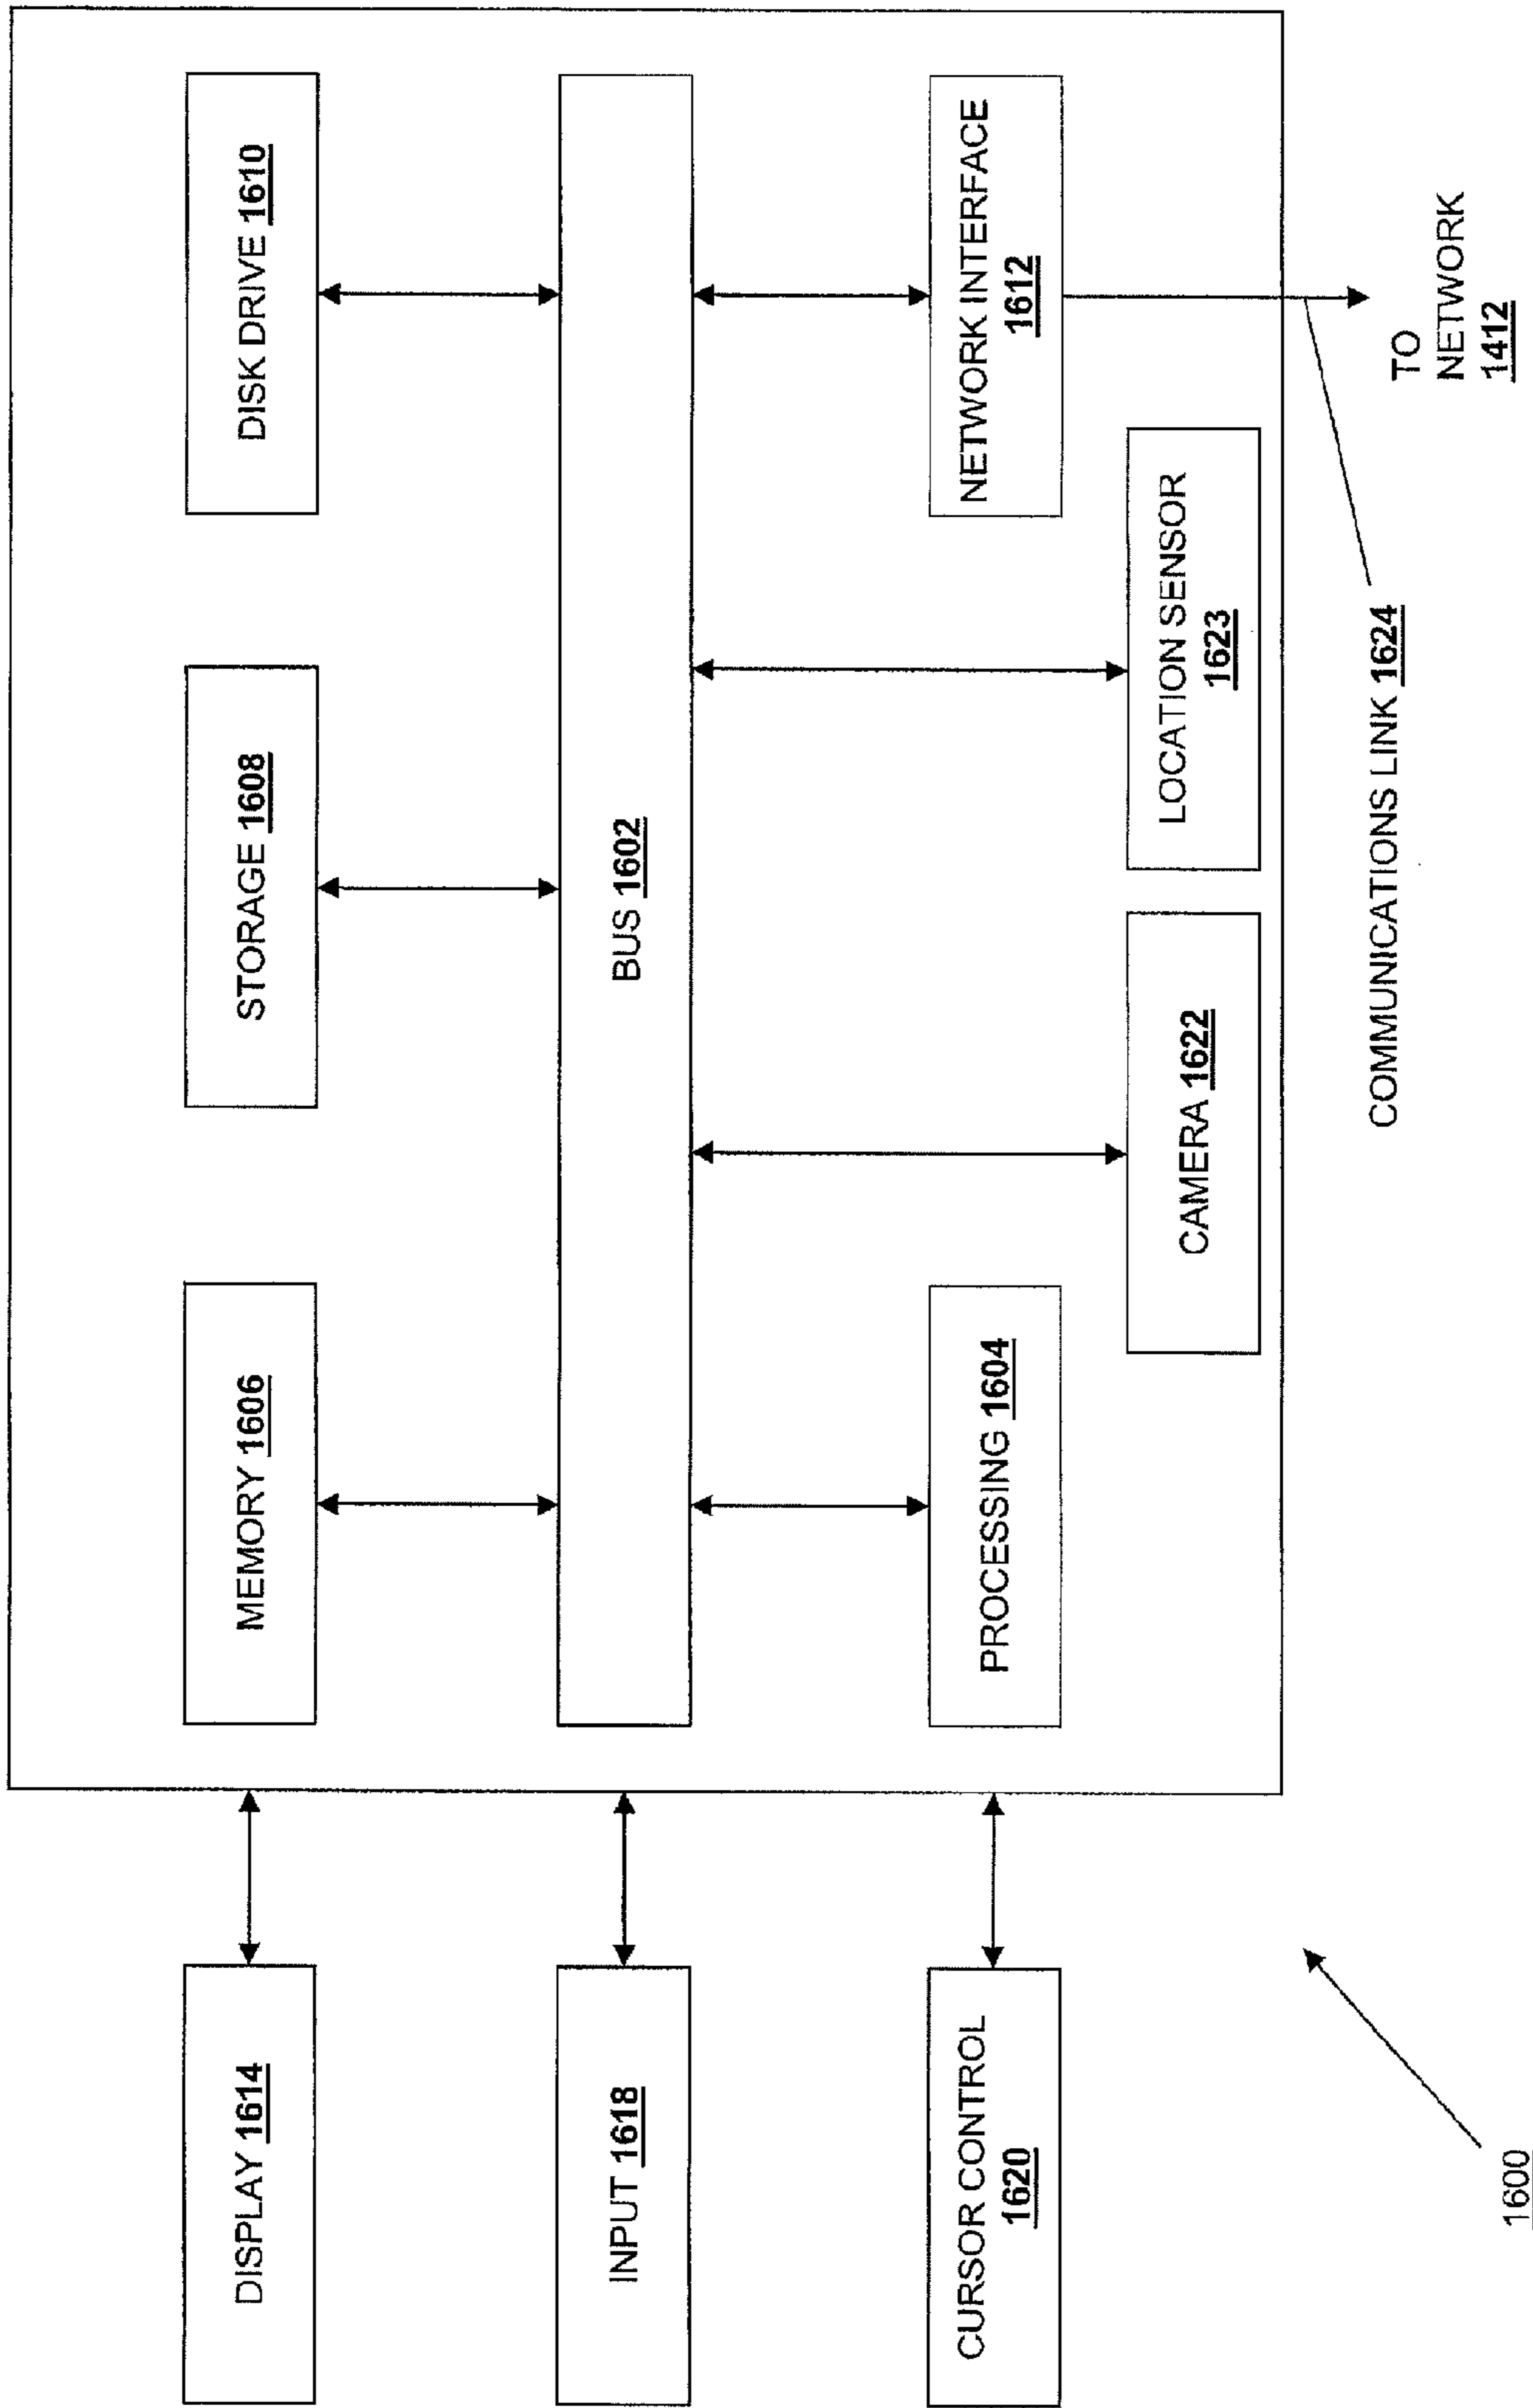 MEMORY 1606
STORAGE 1608
DISK DRIVE 1610
DISPLAY 1614
BUS 1602
INPUT 1618
PROCESSING 1604
NETWORK INTERFACE
1612
CURSOR CONTROL
1620
CAMERA 1622
LOCATION SENSOR
1623
COMMUNICATIONS LINK 1624
TO
NETWORK
1412
1600